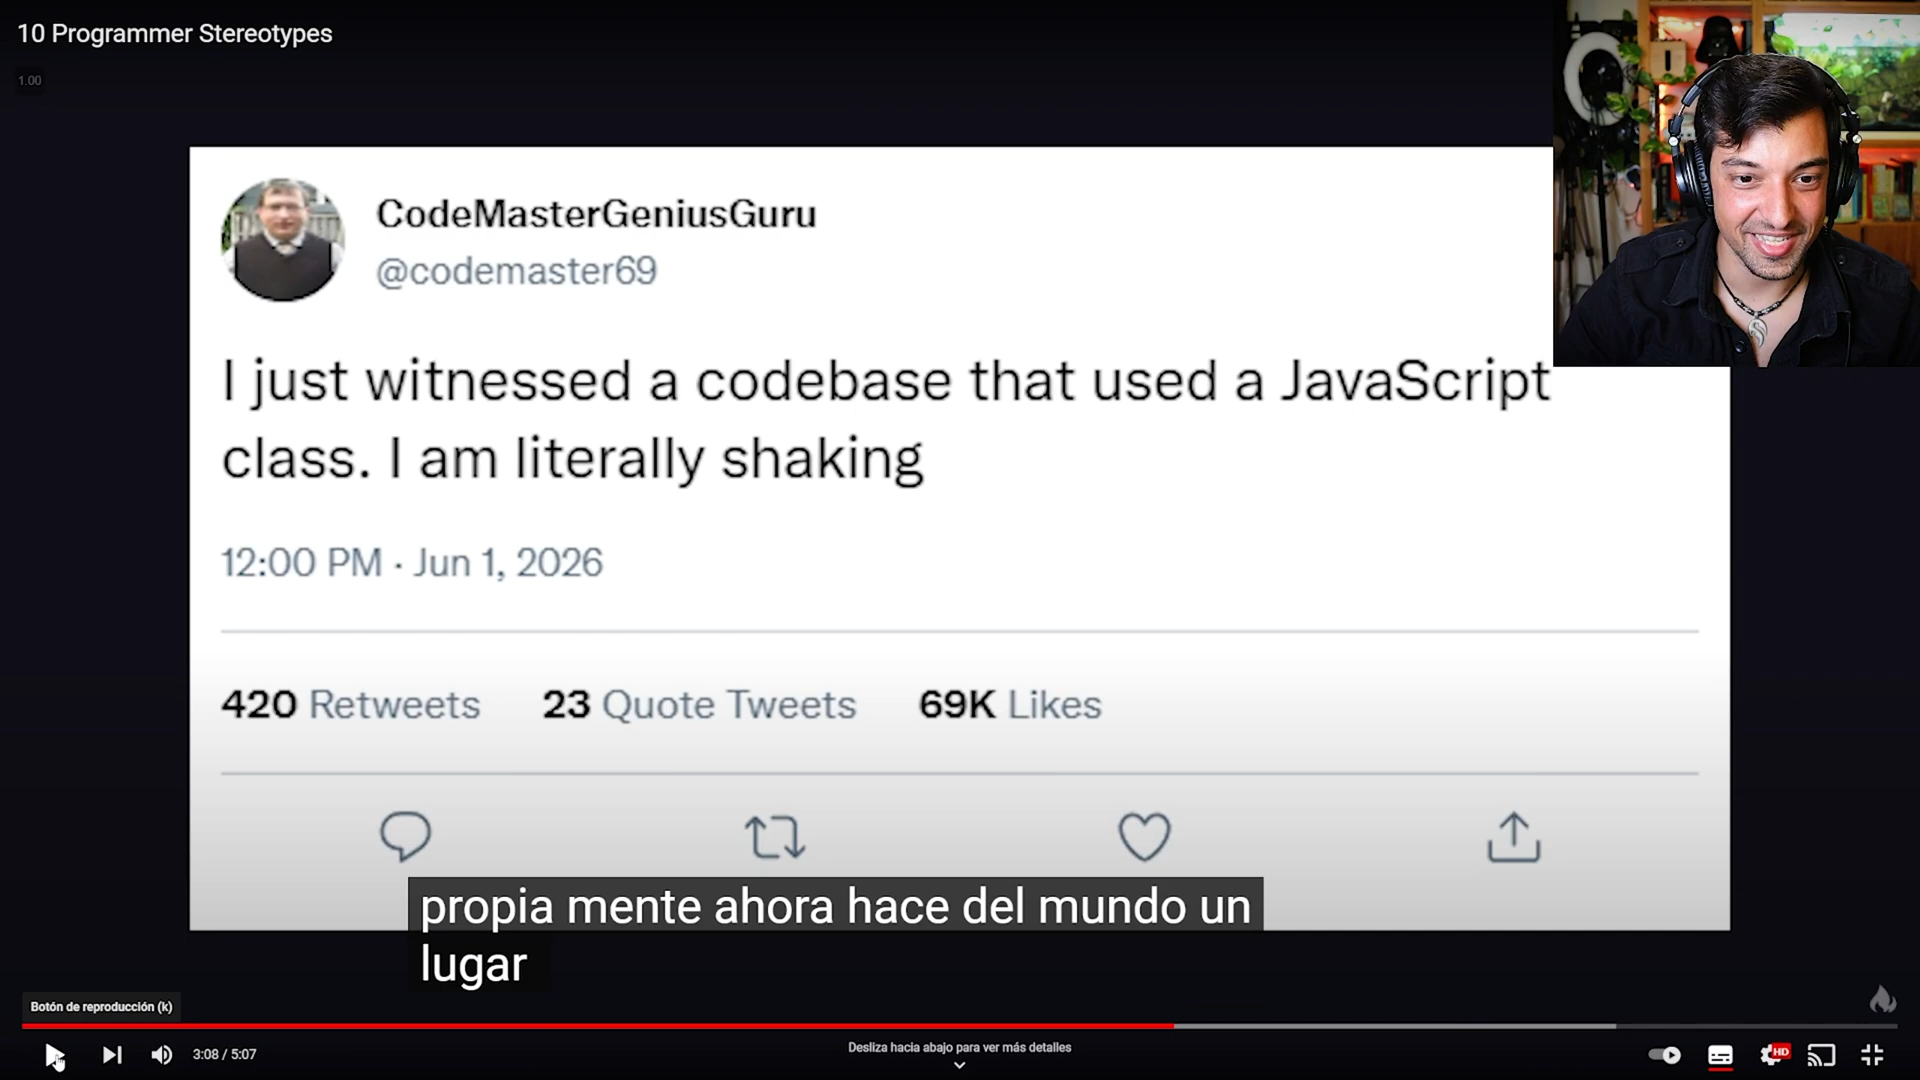 10 Programmer Stereotypes
1.00
CodeMasterGeniusGuru
@codemaster69
I just witnessed a codebase that used a JavaScript
class. I am literally shaking
12:00 PM · Jun 1, 2026
420 Retweets 23 Quote Tweets 69K Likes
propia mente ahora hace del mundo un
lugar
Botón de reproducción (k)
3:08 / 5:07
Desliza hacia abajo para ver más detalles
HD